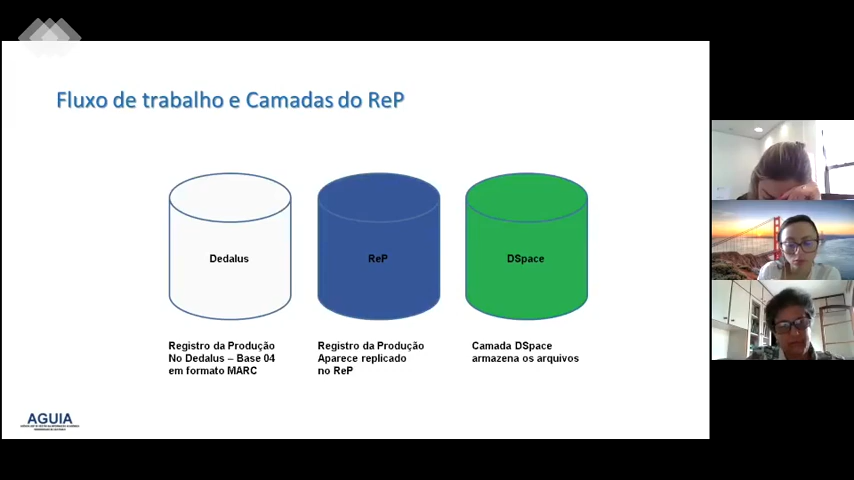 Fluxo de trabalho e Camadas do ReP
Dedalus
ReP
DSpace
Registro da Produção
No Dedalus – Base 04
em formato MARC
Registro da Produção
Aparece replicado
no ReP
Camada DSpace
armazena os arquivos
AGUIA